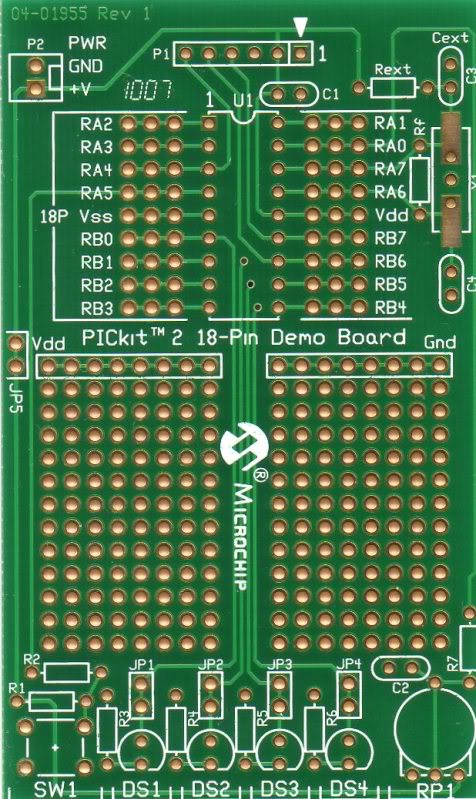 04-01955 Rev 1
P2 PWR
GND
+V
P1
1
Cext
Rext
C3
1007
1 U1
C1
Rf
RA2 RA1
RA3 RA0
RA4 RA7
RA5 RA6
18P Vss Vdd
RB0 RB7
RB1 RB6
RB2 RB5
RB3 RB4
C4
PICkit™ 2 18-Pin Demo Board
Vdd Gnd
JP5
® MICROCHIP
R2
R1
JP1 JP2 JP3 JP4
C2
R7
R3 R4 R5 R6
SW1 DS1 DS2 DS3 DS4 RP1